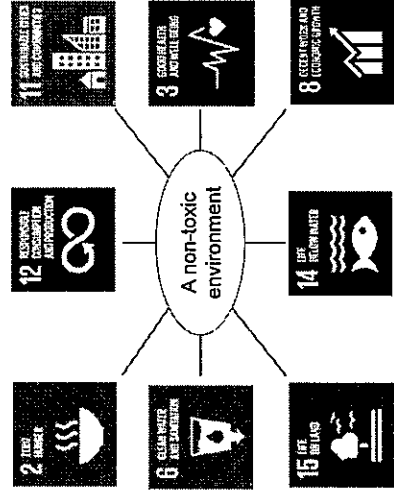 2 ZERO
HUNGER
12 RESPONSIBLE
CONSUMPTION
AND PRODUCTION
11 SUSTAINABLE CITIES
AND COMMUNITIES
6 CLEAN WATER
AND SANITATION
A non-toxic
environment
3 GOOD HEALTH
AND WELL-BEING
15 LIFE
ON LAND
14 LIFE
BELOW WATER
8 DECENT WORK AND
ECONOMIC GROWTH